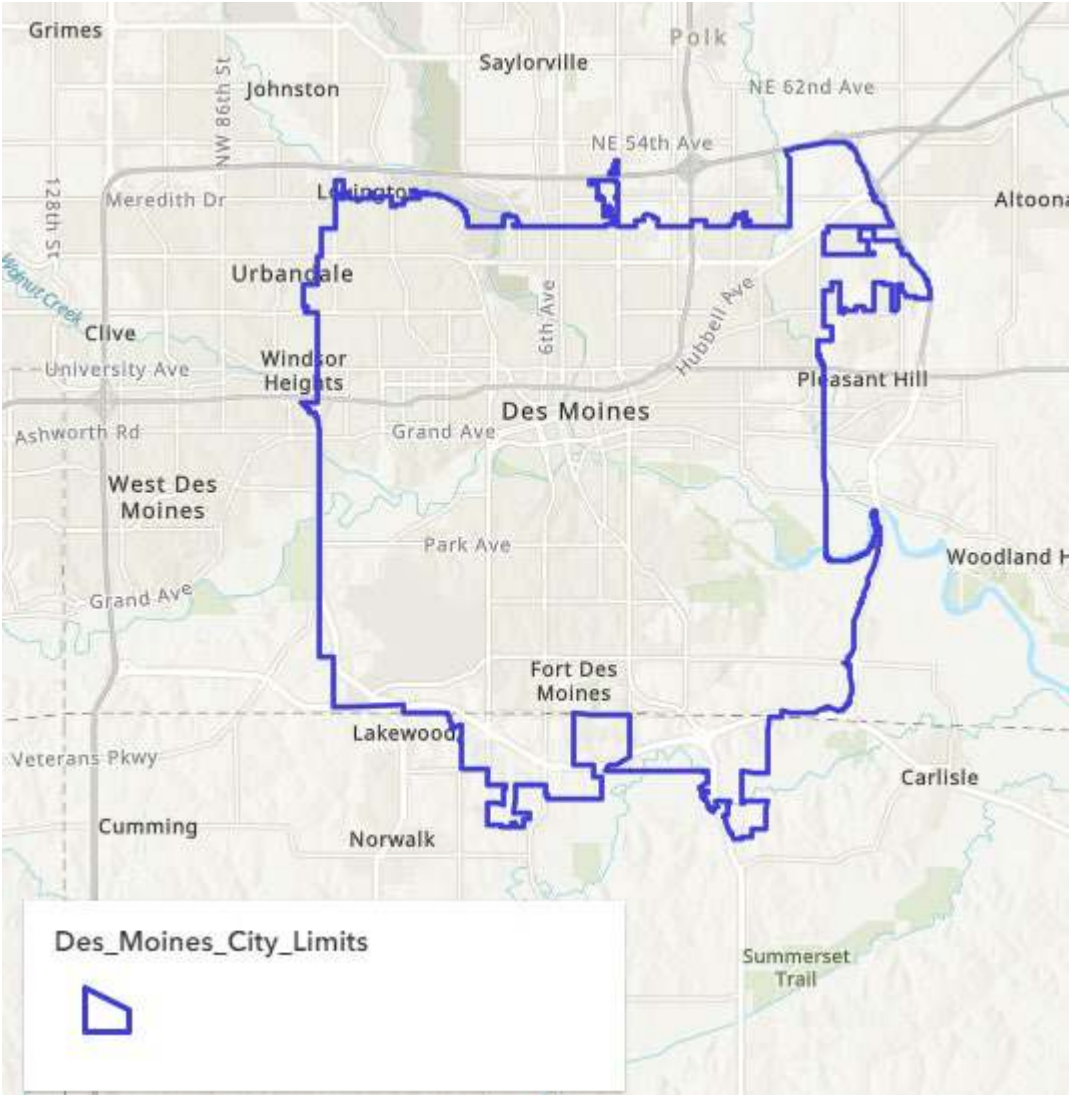 Grimes
Polk
Saylorville
Johnston
NW 86th St
NE 62nd Ave
NE 54th Ave
128th St
Meredith Dr
Lovington
Altoona
Walnut Creek
Urbandale
Clive
6th Ave
Hubbell Ave
University Ave
Windsor
Heights
Pleasant Hill
Des Moines
Ashworth Rd
Grand Ave
West Des
Moines
Park Ave
Woodland H
Grand Ave
Fort Des
Moines
Lakewood
Veterans Pkwy
Carlisle
Cumming
Norwalk
Des_Moines_City_Limits
Summerset
Trail